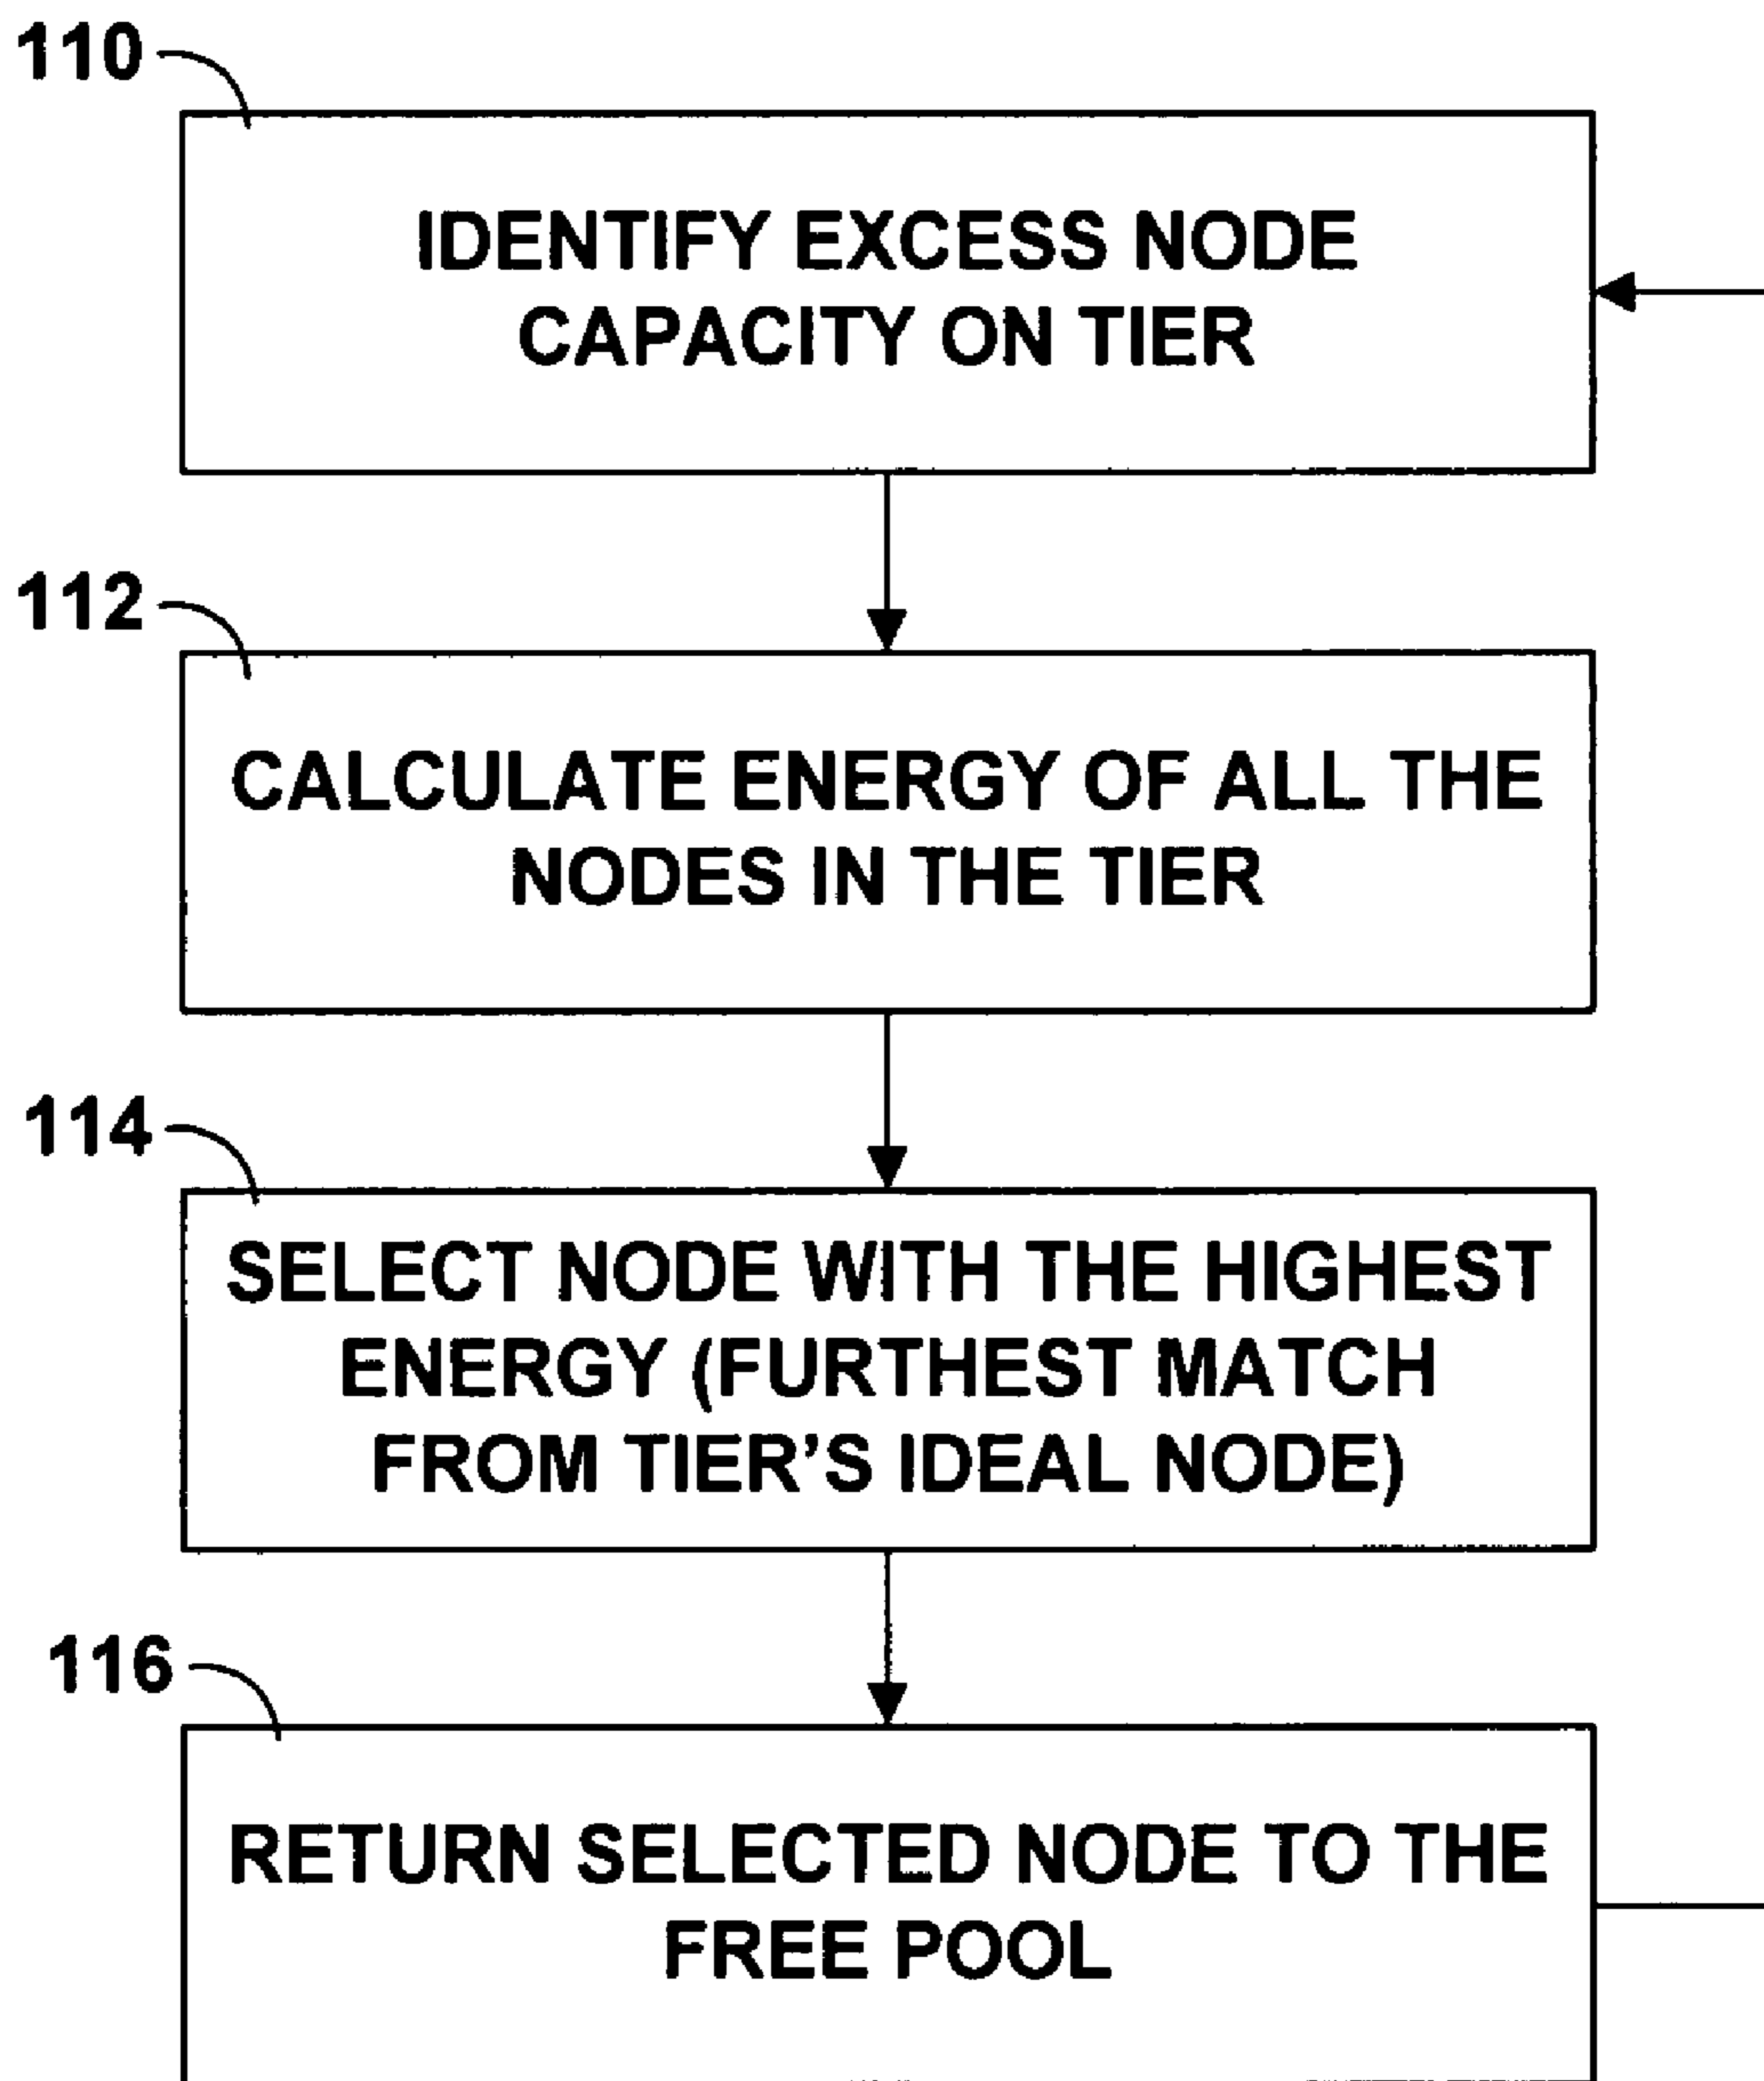 110
IDENTIFY EXCESS NODE
CAPACITY ON TIER
112
CALCULATE ENERGY OF ALL THE
NODES IN THE TIER
114
SELECT NODE WITH THE HIGHEST
ENERGY (FURTHEST MATCH
FROM TIER’S IDEAL NODE)
116
RETURN SELECTED NODE TO THE
FREE POOL